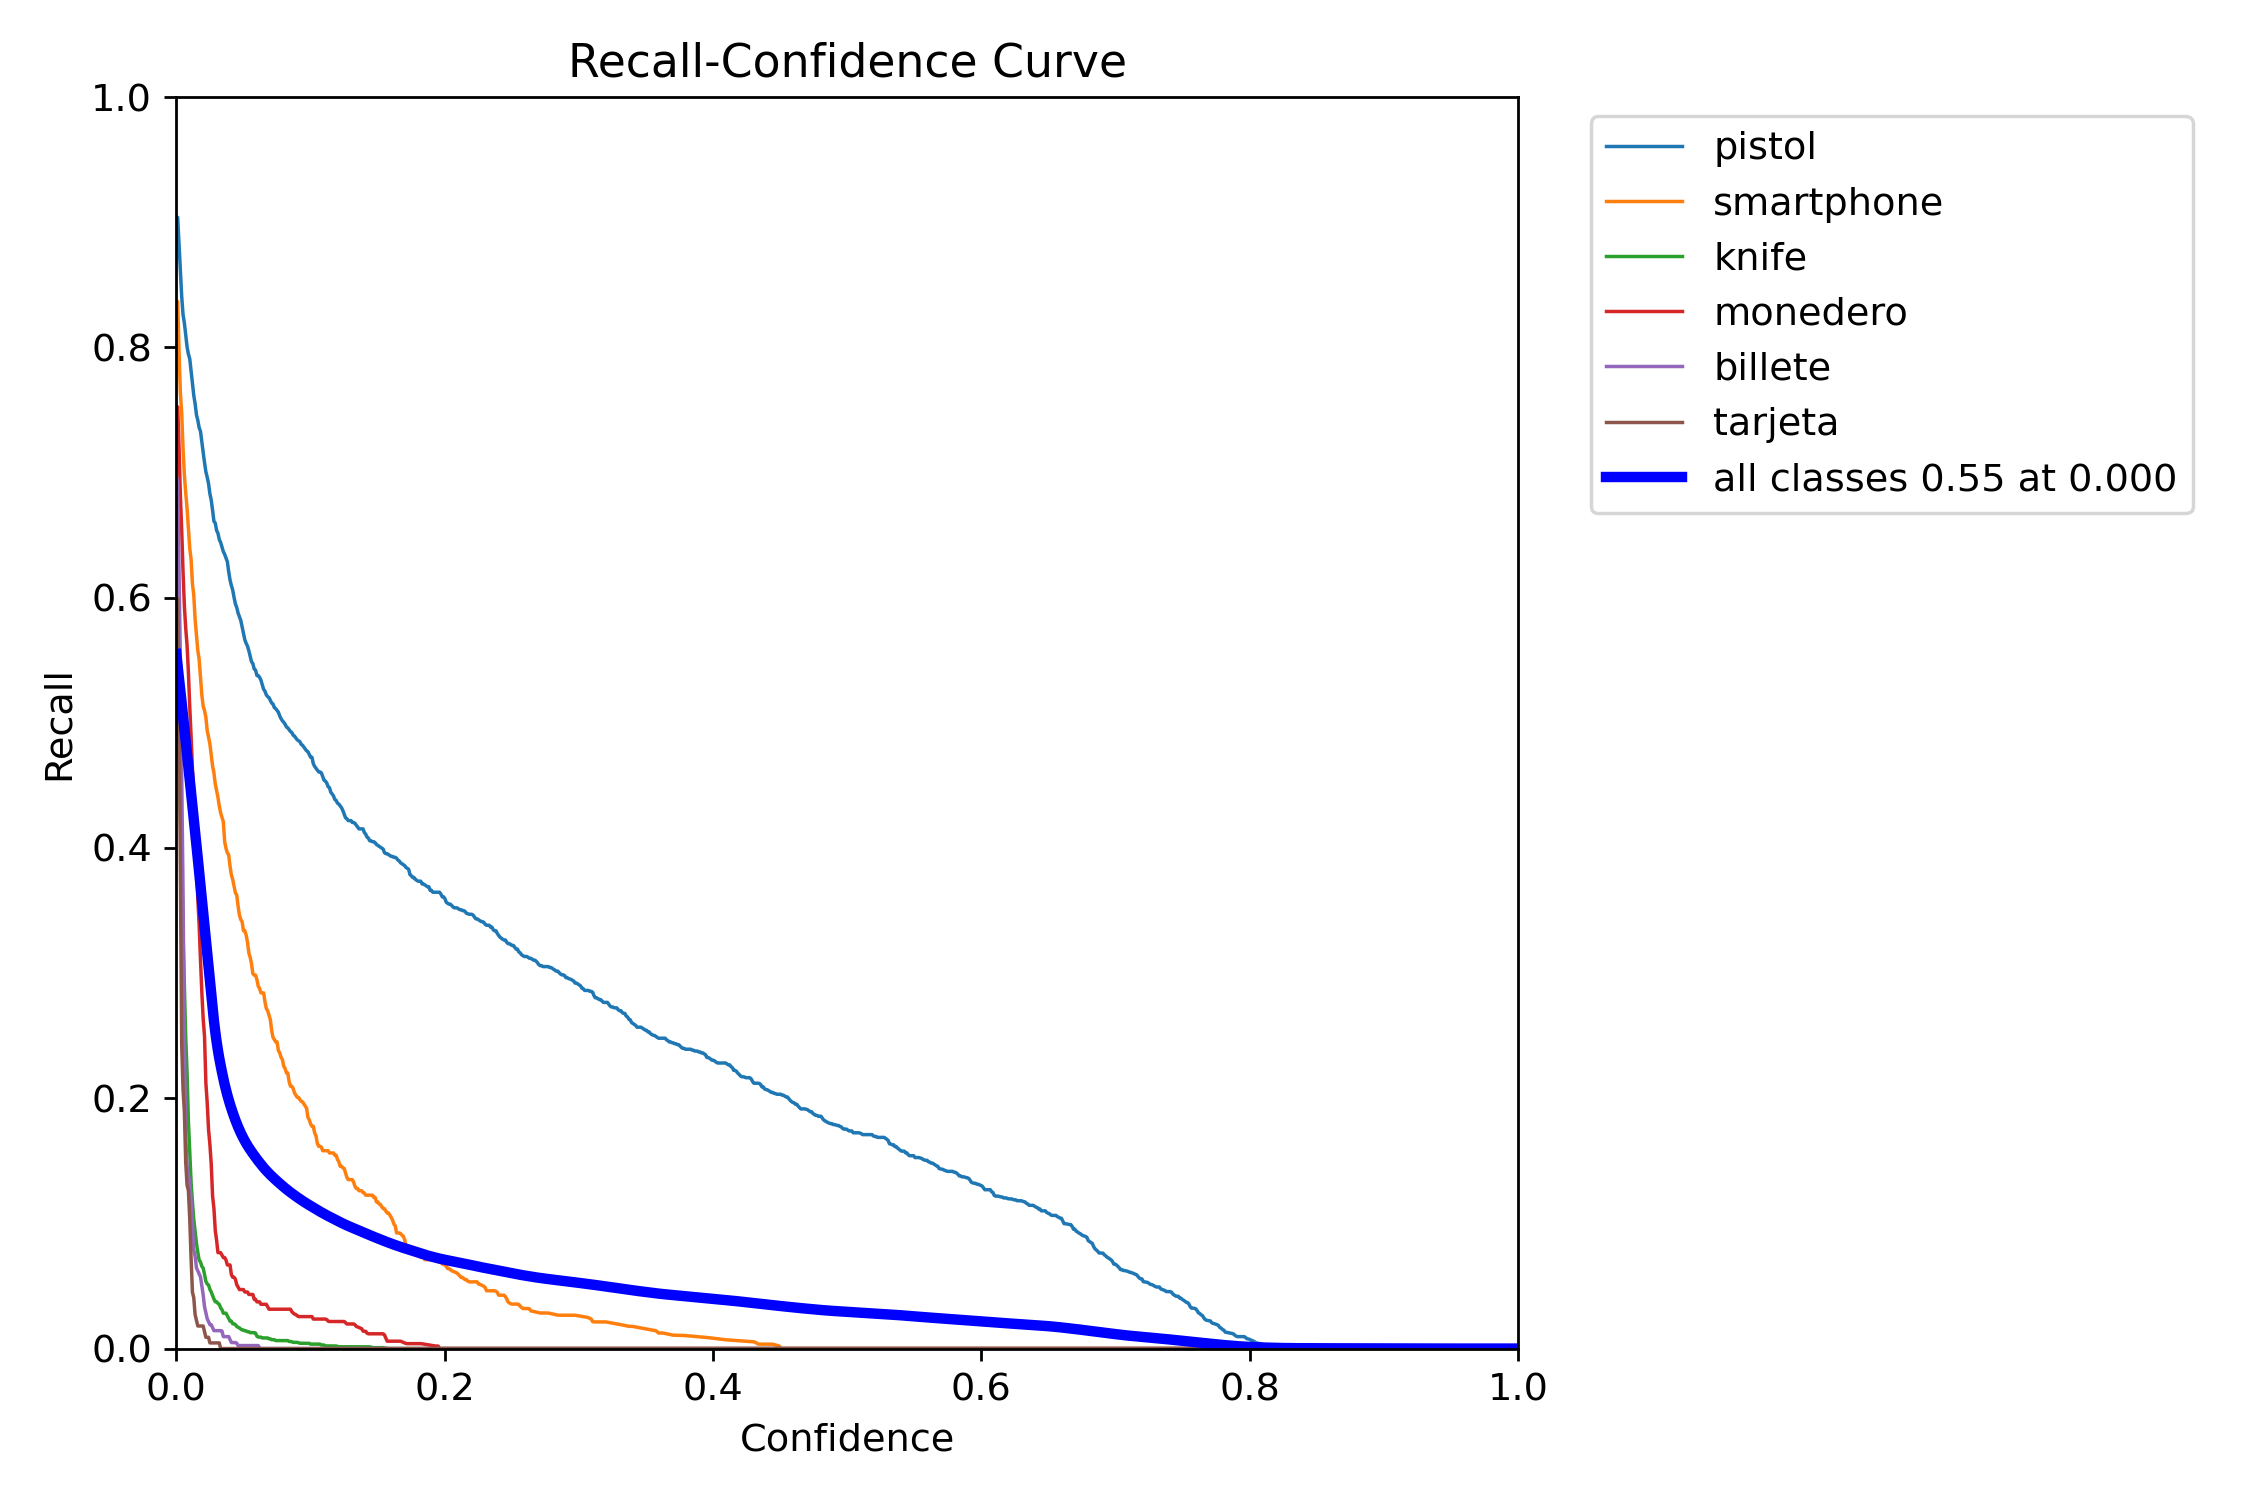 Recall-Confidence Curve
1.0
0.8
0.6
0.4
0.2
0.0
Recall
0.0 0.2 0.4 0.6 0.8 1.0
Confidence
pistol
smartphone
knife
monedero
billete
tarjeta
all classes 0.55 at 0.000